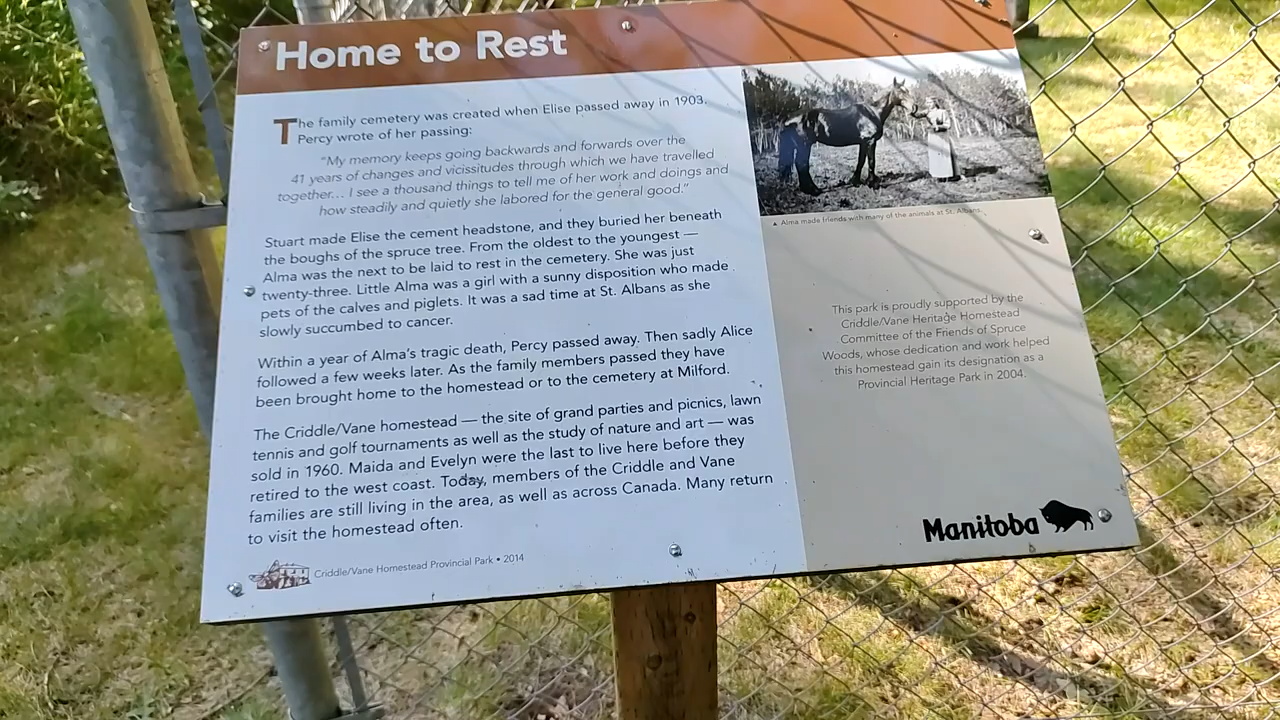 Home to Rest
The family cemetery was created when Elise passed away in 1903.
Percy wrote of her passing:
"My memory keeps going backwards and forwards over the
41 years of changes and vicissitudes through which we have travelled
together... I see a thousand things to tell me of her work and doings and
how steadily and quietly she labored for the general good."
Stuart made Elise the cement headstone, and they buried her beneath
the boughs of the spruce tree. From the oldest to the youngest —
Alma was the next to be laid to rest in the cemetery. She was just
twenty-three. Little Alma was a girl with a sunny disposition who made
pets of the calves and piglets. It was a sad time at St. Albans as she
slowly succumbed to cancer.
Within a year of Alma's tragic death, Percy passed away. Then sadly Alice
followed a few weeks later. As the family members passed they have
been brought home to the homestead or to the cemetery at Milford.
The Criddle/Vane homestead — the site of grand parties and picnics, lawn
tennis and golf tournaments as well as the study of nature and art — was
sold in 1960. Maida and Evelyn were the last to live here before they
retired to the west coast. Today, members of the Criddle and Vane
families are still living in the area, as well as across Canada. Many return
to visit the homestead often.
Criddle/Vane Homestead Provincial Park • 2014
▲ Alma made friends with many of the animals at St. Albans.
This park is proudly supported by the
Criddle/Vane Heritage Homestead
Committee of the Friends of Spruce
Woods, whose dedication and work helped
this homestead gain its designation as a
Provincial Heritage Park in 2004.
Manitoba